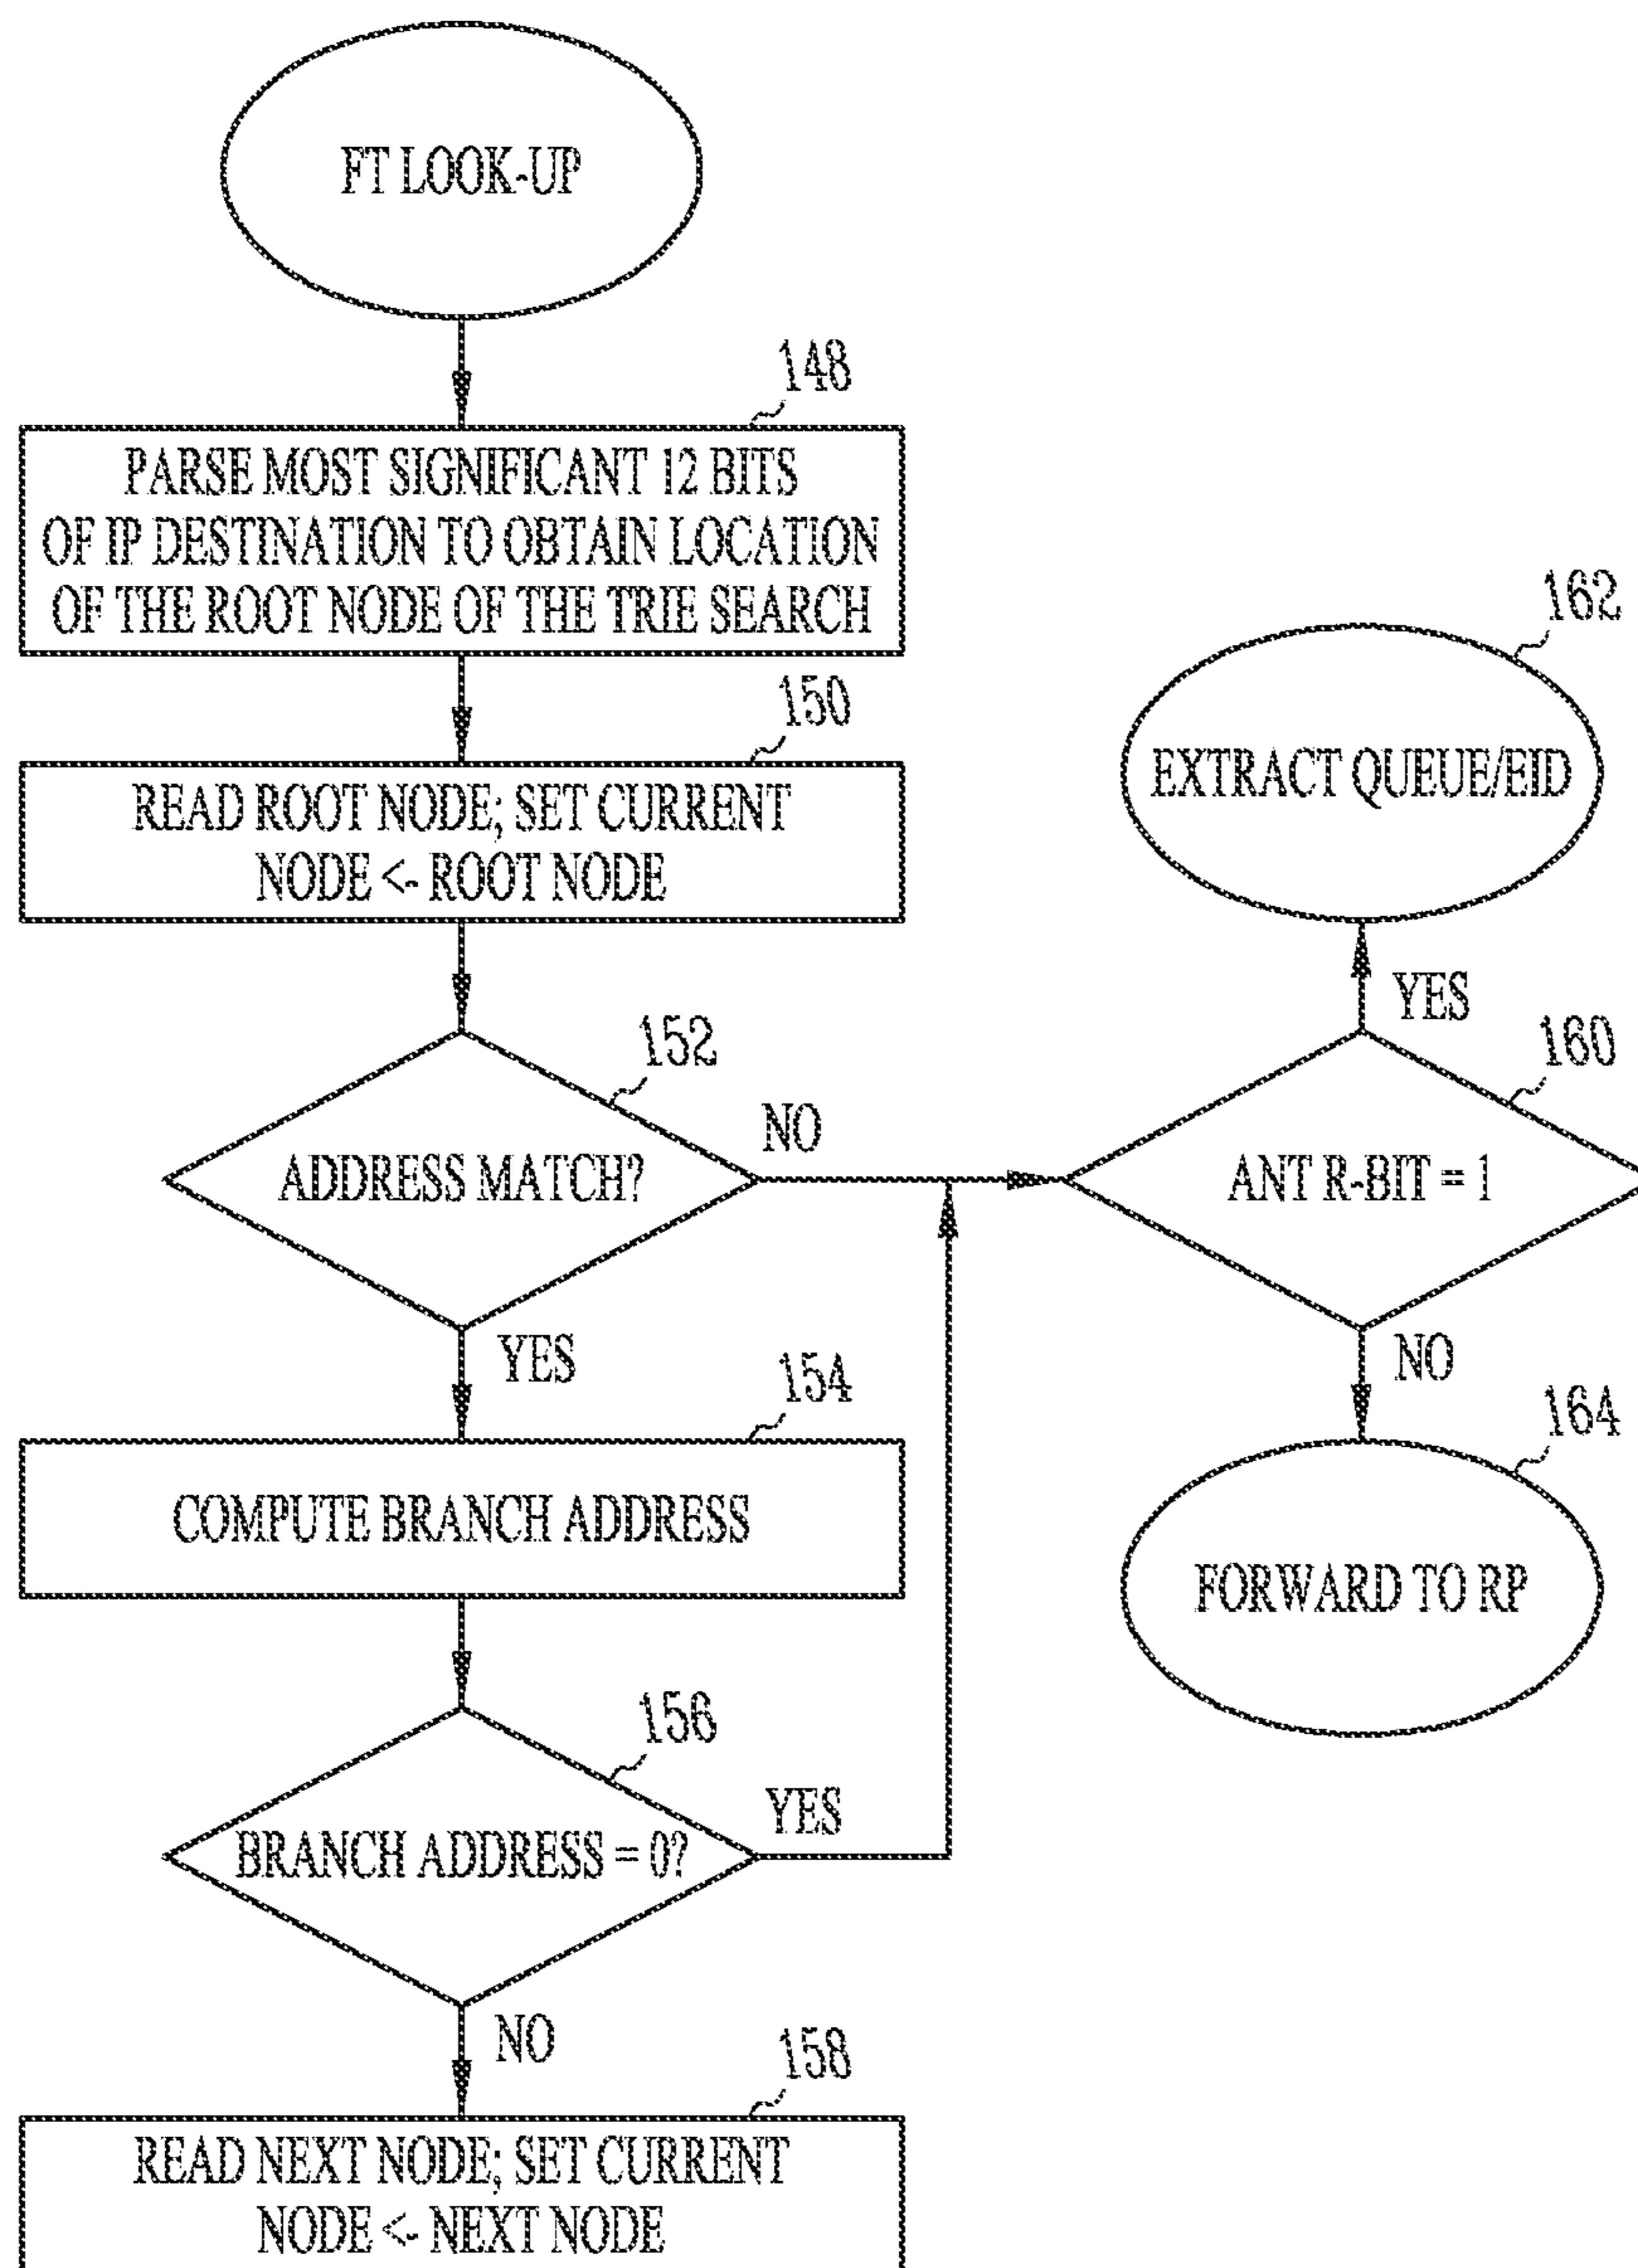 FT LOOK-UP
148
PARSE MOST SIGNIFICANT 12 BITS
OF IP DESTINATION TO OBTAIN LOCATION
OF THE ROOT NODE OF THE TRIE SEARCH
150
READ ROOT NODE; SET CURRENT
NODE <- ROOT NODE
152
ADDRESS MATCH?
NO
YES
154
COMPUTE BRANCH ADDRESS
156
BRANCH ADDRESS = 0?
YES
NO
158
READ NEXT NODE; SET CURRENT
NODE <- NEXT NODE
162
EXTRACT QUEUE/EID
YES
160
ANT R-BIT = 1
NO
164
FORWARD TO RP